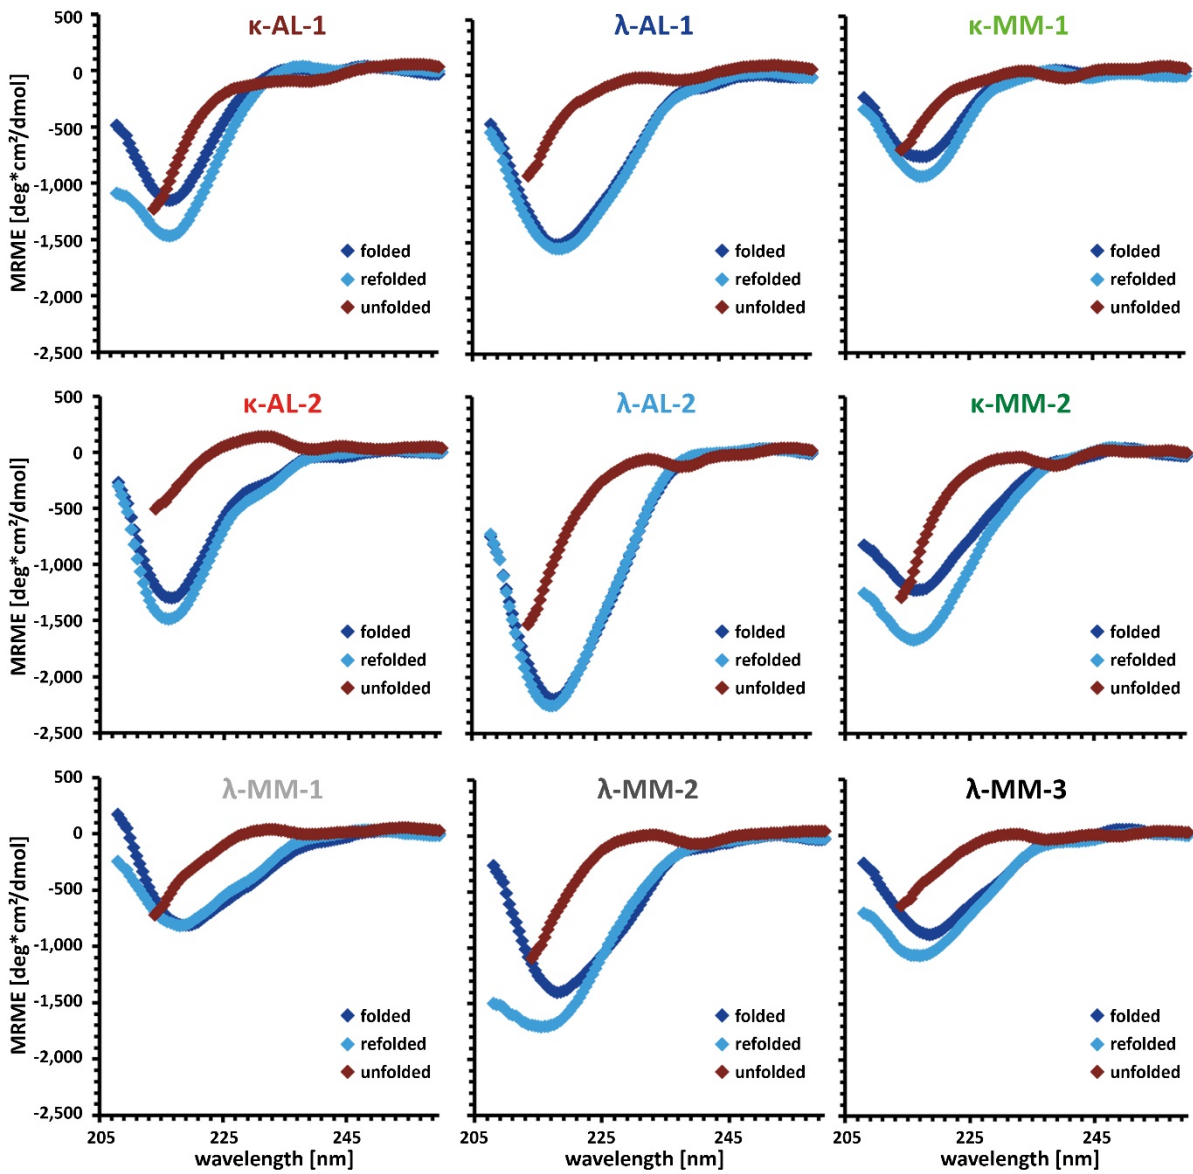 κ-AL-1
λ-AL-1
κ-MM-1
MRME [deg*cm²/dmol]
500
0
-500
-1,000
-1,500
-2,000
-2,500
folded
refolded
unfolded
folded
refolded
unfolded
folded
refolded
unfolded
κ-AL-2
λ-AL-2
κ-MM-2
MRME [deg*cm²/dmol]
500
0
-500
-1,000
-1,500
-2,000
-2,500
folded
refolded
unfolded
folded
refolded
unfolded
folded
refolded
unfolded
λ-MM-1
λ-MM-2
λ-MM-3
MRME [deg*cm²/dmol]
500
0
-500
-1,000
-1,500
-2,000
-2,500
folded
refolded
unfolded
folded
refolded
unfolded
folded
refolded
unfolded
205 225 245
205 225 245
205 225 245
wavelength [nm]
wavelength [nm]
wavelength [nm]